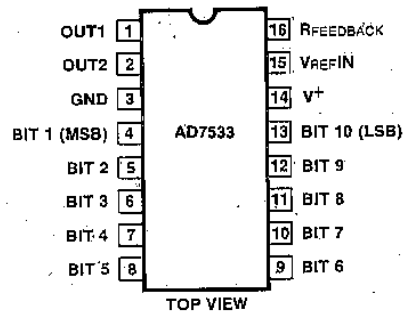 OUT1 1 16 RFEEDBACK
OUT2 2 15 VREFIN
GND 3 14 V+
BIT 1 (MSB) 4 AD7533 13 BIT 10 (LSB)
BIT 2 5 12 BIT 9
BIT 3 6 11 BIT 8
BIT 4 7 10 BIT 7
BIT 5 8 9 BIT 6
TOP VIEW